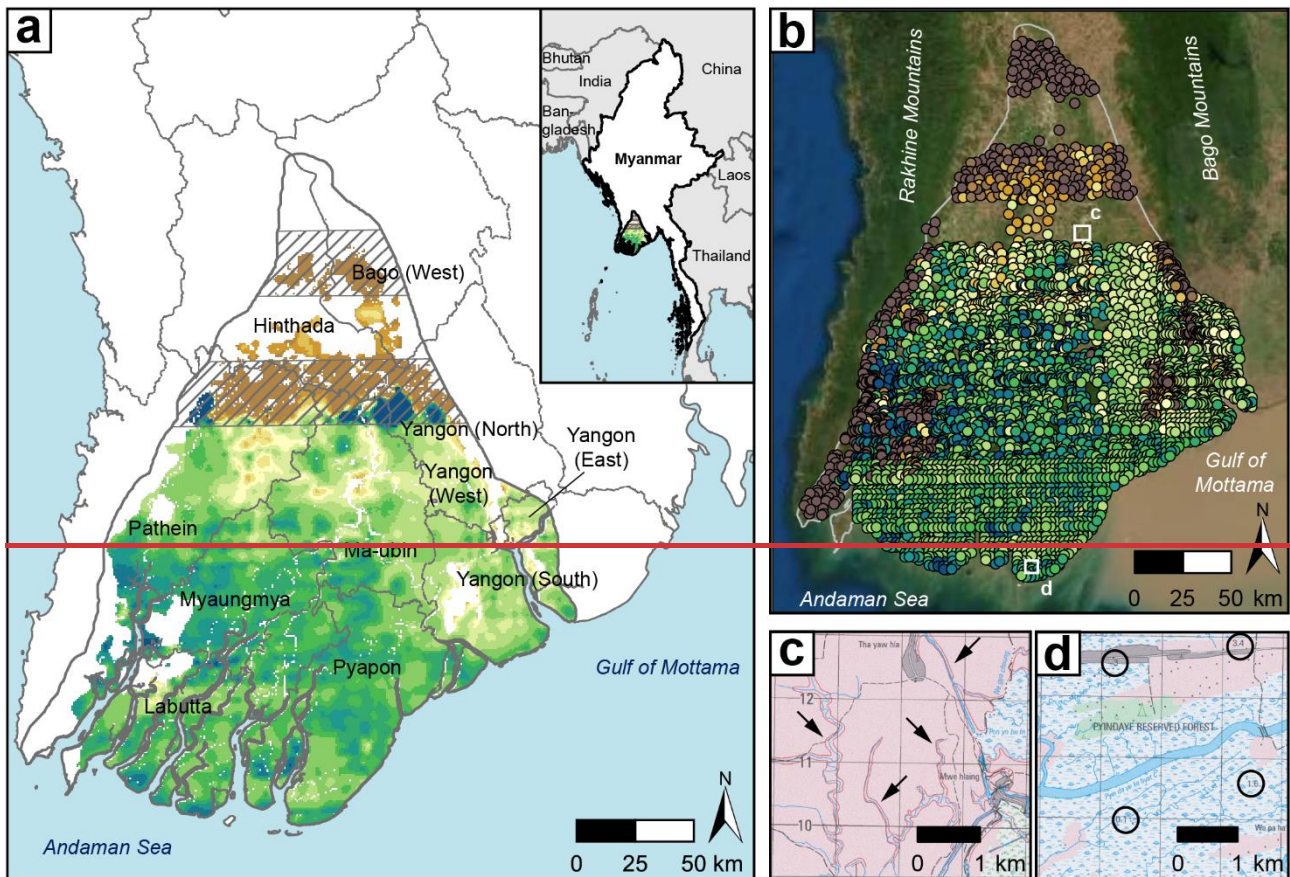 a
Bhutan
India
China
Ban-
gladesh
Myanmar
Laos
Thailand
Bago (West)
Hinthada
Yangon (North)
Yangon
(East)
Yangon
(West)
Pathein
Ma-ubin
Yangon (South)
Myaungmya
Pyapon
Labutta
Gulf of Mottama
Andaman Sea
N
0 25 50 km
b
Rakhine Mountains
Bago Mountains
c
Gulf of
Mottama
N
d
Andaman Sea
0 25 50 km
c
Tha yaw hla
12
11
Mwe hlaing
10
0 1 km
d
3.4
PYINDAYE RESERVED FOREST
1.6
0.1
0 1 km